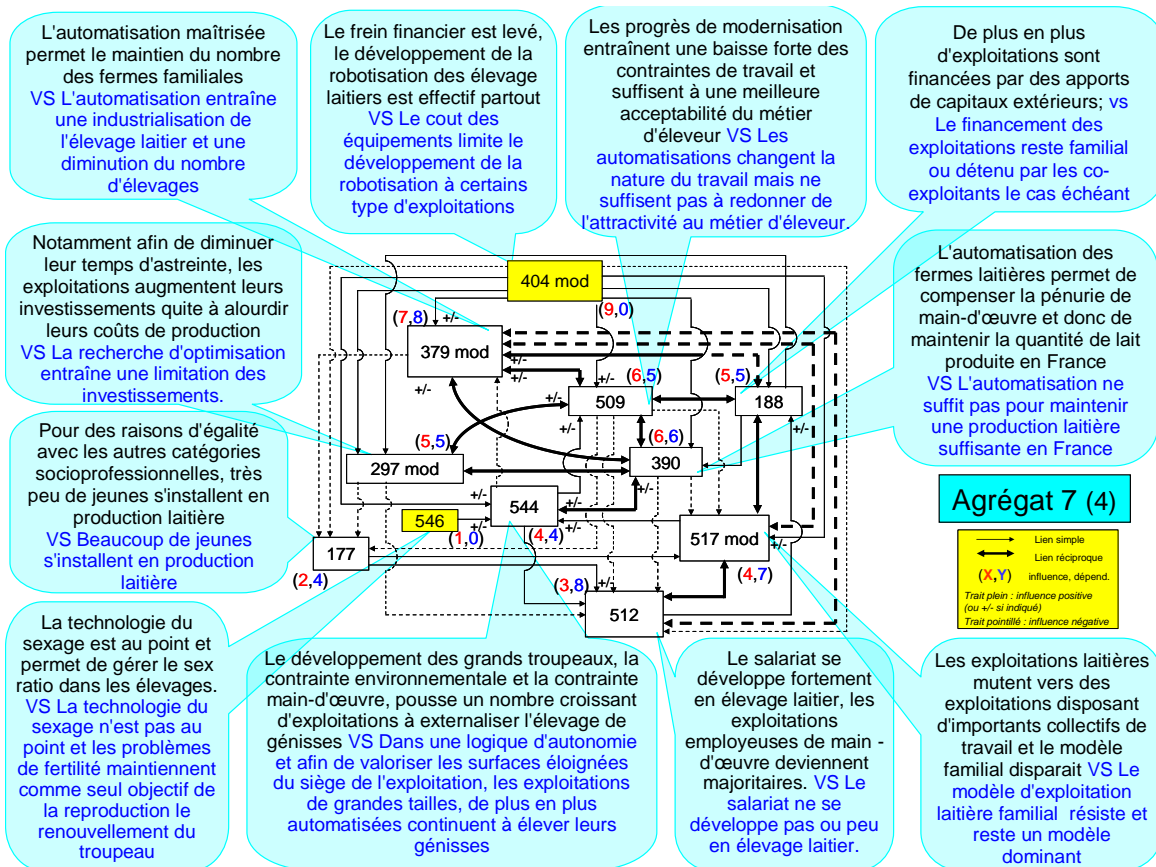 L'automatisation maîtrisée
permet le maintien du nombre
des fermes familiales
VS L'automatisation entraîne
une industrialisation de
l'élevage laitier et une
diminution du nombre
d'élevages
Le frein financier est levé,
le développement de la
robotisation des élevage
laitiers est effectif partout
VS Le cout des
équipements limite le
développement de la
robotisation à certains
type d'exploitations
Les progrès de modernisation
entraînent une baisse forte des
contraintes de travail et
suffisent à une meilleure
acceptabilité du métier
d'éleveur VS Les
automatisations changent la
nature du travail mais ne
suffisent pas à redonner de
l'attractivité au métier d'éleveur.
De plus en plus
d'exploitations sont
financées par des apports
de capitaux extérieurs; vs
Le financement des
exploitations reste familial
ou détenu par les co-
exploitants le cas échéant
Notamment afin de diminuer
leur temps d'astreinte, les
exploitations augmentent leurs
investissements quite à alourdir
leurs coûts de production
VS La recherche d'optimisation
entraîne une limitation des
investissements.
L'automatisation des
fermes laitières permet de
compenser la pénurie de
main-d'œuvre et donc de
maintenir la quantité de lait
produite en France
VS L'automatisation ne
suffit pas pour maintenir
une production laitière
suffisante en France
Pour des raisons d'égalité
avec les autres catégories
socioprofessionnelles, très
peu de jeunes s'installent en
production laitière
VS Beaucoup de jeunes
s'installent en production
laitière
404 mod
(7,8)
+/-
(9,0)
379 mod
+/-
+/-
+/-
+/-
+/-
(6,5)
(5,5)
509
188
+/-
+/-
+/-
(5,5)
(6,6)
297 mod
390
+/-
+/-
544
+/-
546
+/-
+/-
(1,0)
(4,4)
517 mod
+/-
177
(2,4)
(3,8)
+/-
(4,7)
512
Agrégat 7 (4)
Lien simple
Lien réciproque
(X,Y) influence, dépend.
Trait plein : influence positive
(ou +/- si indiqué)
Trait pointillé : influence négative
La technologie du
sexage est au point et
permet de gérer le sex
ratio dans les élevages.
VS La technologie du
sexage n'est pas au
point et les problèmes
de fertilité maintiennent
comme seul objectif de
la reproduction le
renouvellement du
troupeau
Le développement des grands troupeaux, la
contrainte environnementale et la contrainte
main-d'œuvre, pousse un nombre croissant
d'exploitations à externaliser l'élevage de
génisses VS Dans une logique d'autonomie
et afin de valoriser les surfaces éloignées
du siège de l'exploitation, les exploitations
de grandes tailles, de plus en plus
automatisées continuent à élever leurs
génisses
Le salariat se
développe fortement
en élevage laitier, les
exploitations
employeuses de main -
d'œuvre deviennent
majoritaires. VS Le
salariat ne se
développe pas ou peu
en élevage laitier.
Les exploitations laitières
mutent vers des
exploitations disposant
d'importants collectifs de
travail et le modèle
familial disparait VS Le
modèle d'exploitation
laitière familial résiste et
reste un modèle
dominant